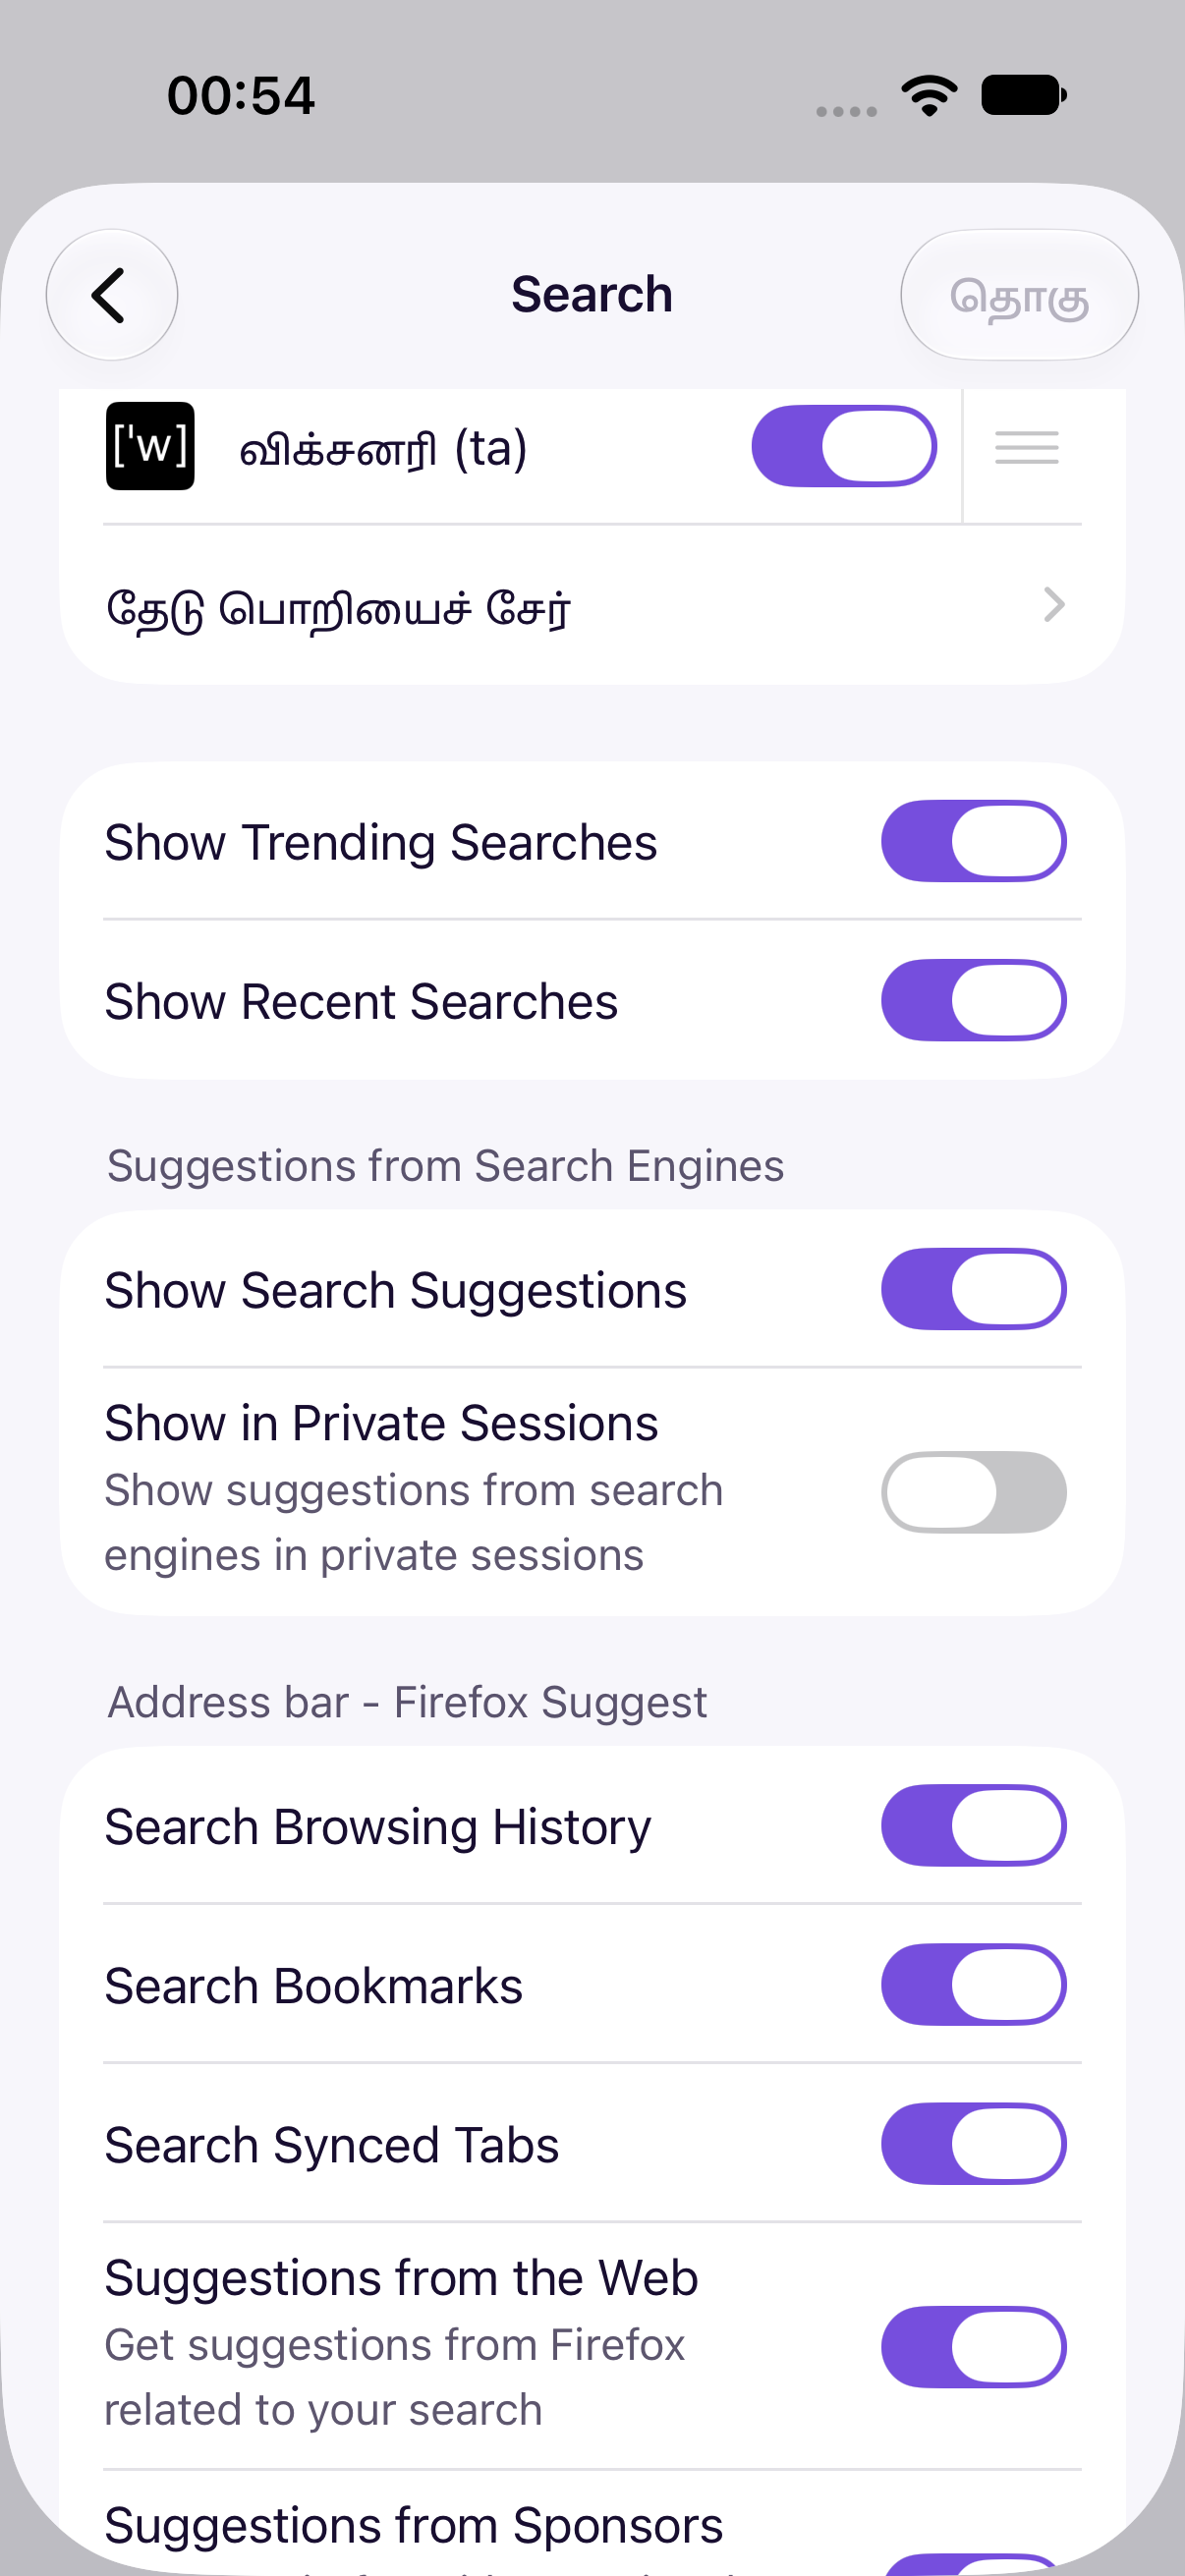 00:54
Search
தொகு
['w]
விக்சனரி (ta)
தேடு பொறியைச் சேர்
Show Trending Searches
Show Recent Searches
Suggestions from Search Engines
Show Search Suggestions
Show in Private Sessions
Show suggestions from search
engines in private sessions
Address bar - Firefox Suggest
Search Browsing History
Search Bookmarks
Search Synced Tabs
Suggestions from the Web
Get suggestions from Firefox
related to your search
Suggestions from Sponsors